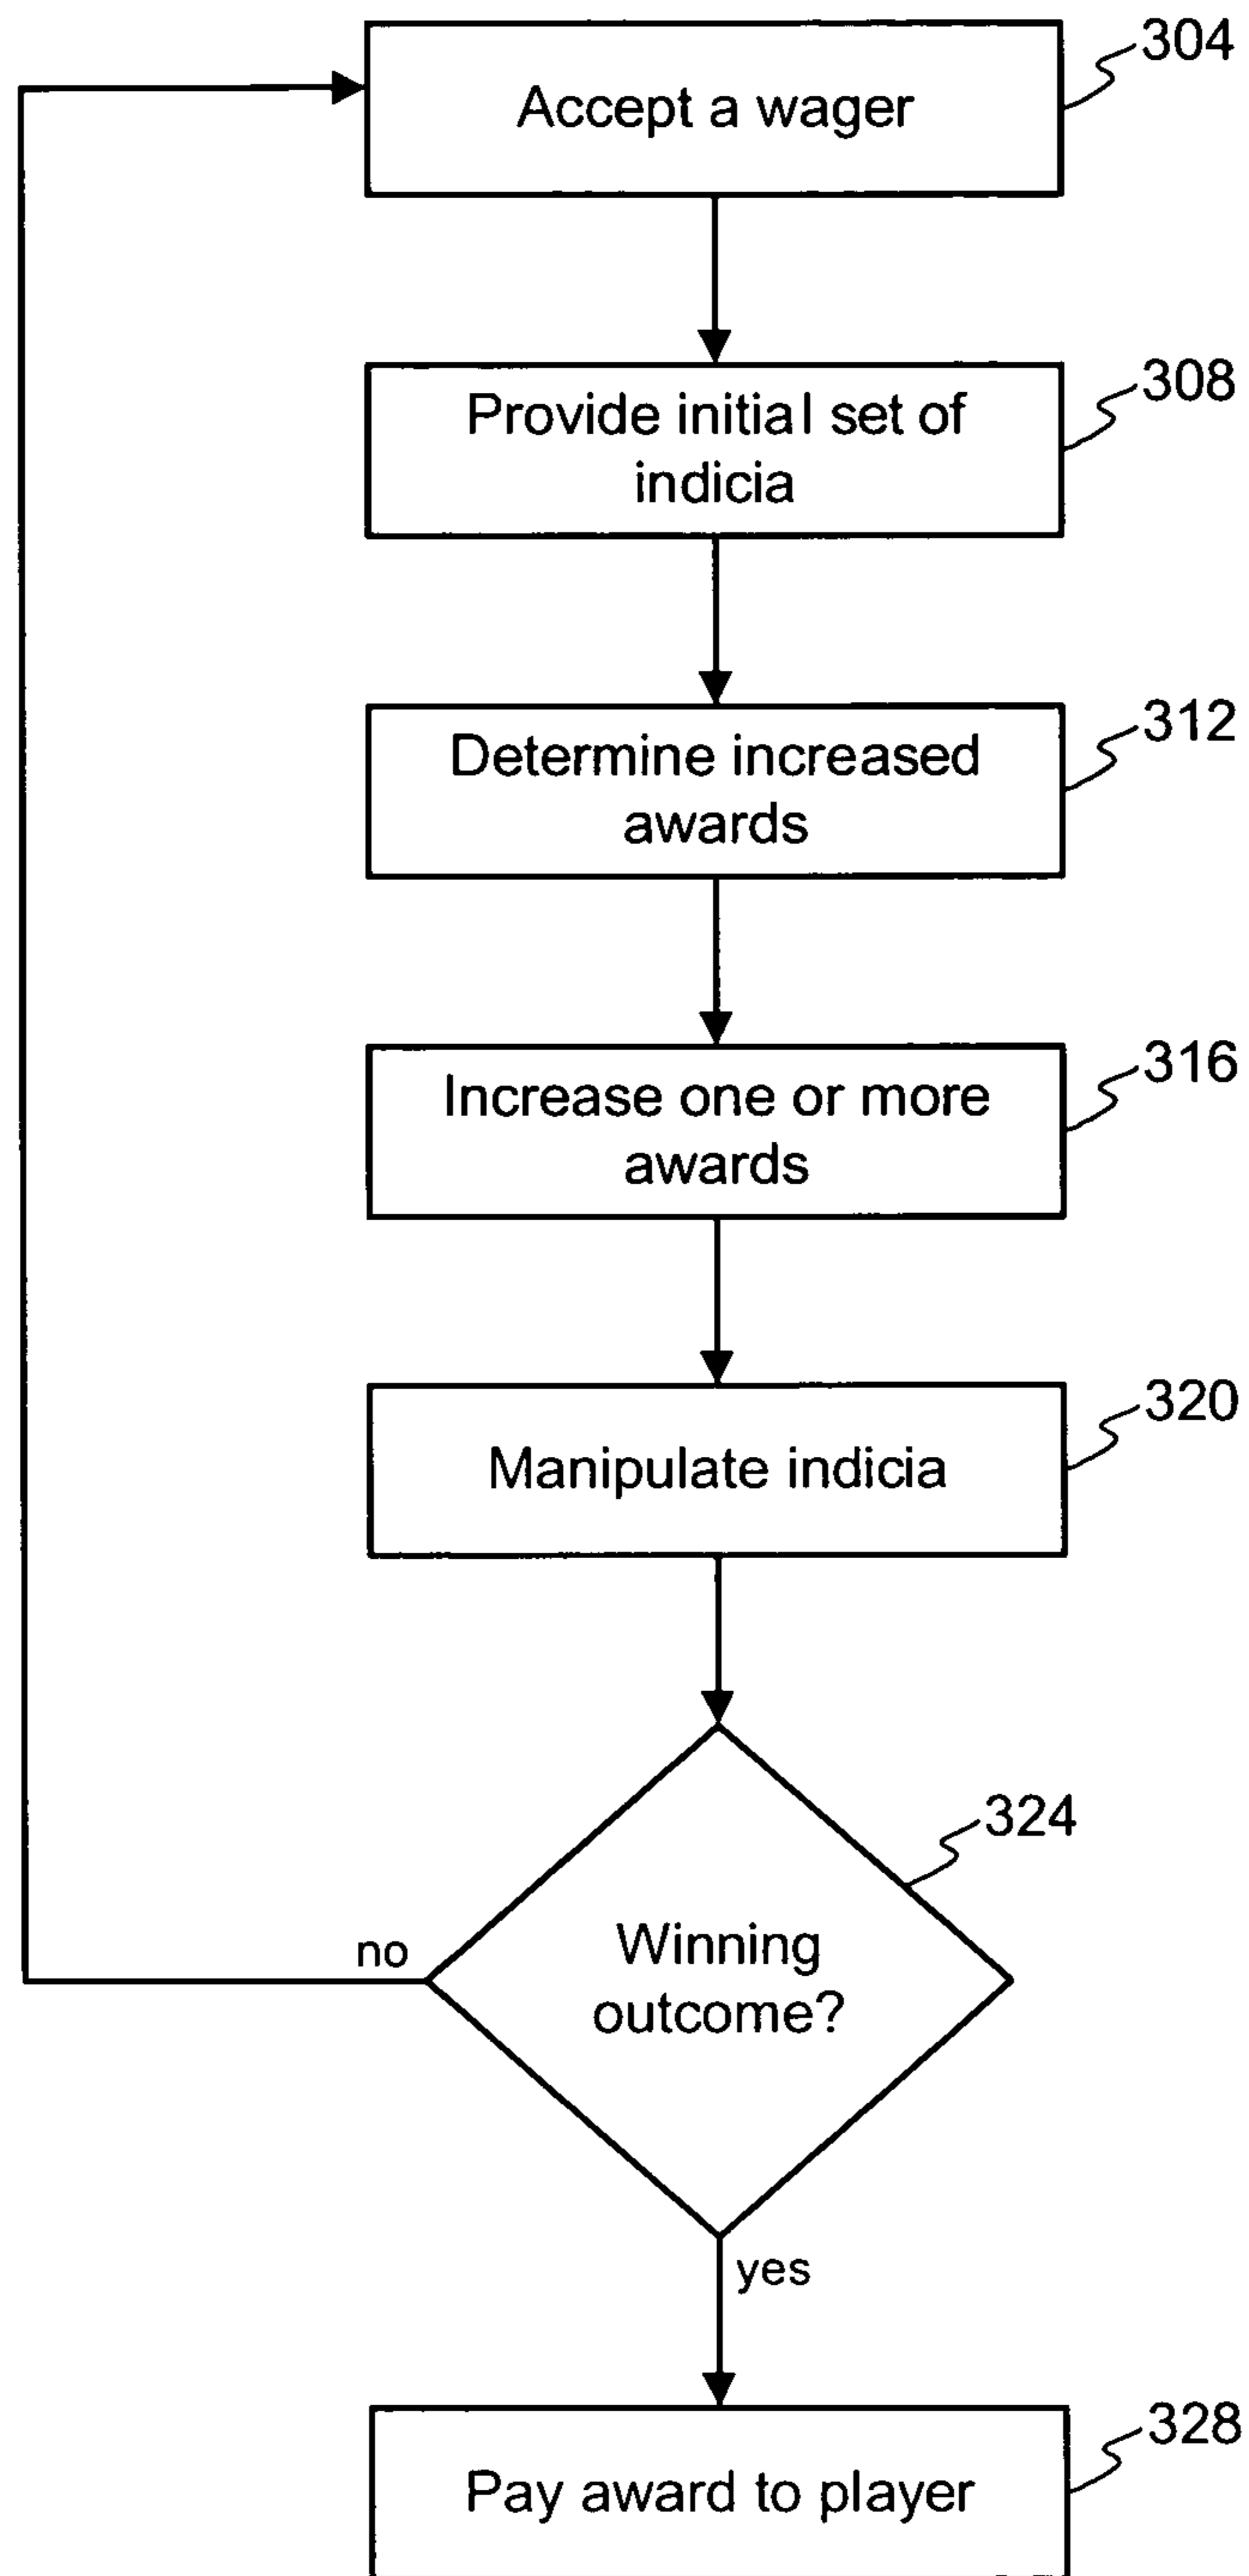 Accept a wager
304
Provide initial set of
indicia
308
Determine increased
awards
312
Increase one or more
awards
316
Manipulate indicia
320
324
Winning
outcome?
no
yes
Pay award to player
328